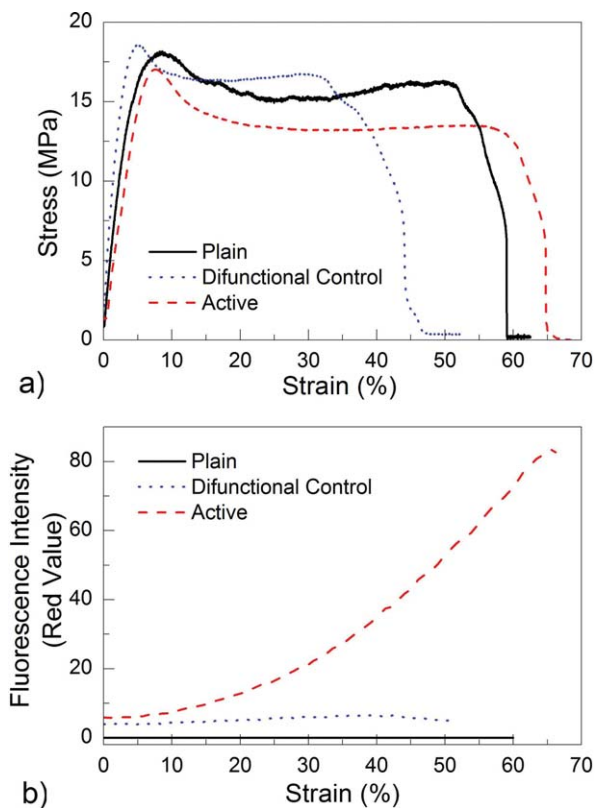 20
15
10
5
0
Stress (MPa)
Plain
Difunctional Control
Active
0 10 20 30 40 50 60 70
Strain (%)
a)
80
60
40
20
0
Fluorescence Intensity
(Red Value)
Plain
Difunctional Control
Active
0 10 20 30 40 50 60 70
Strain (%)
b)